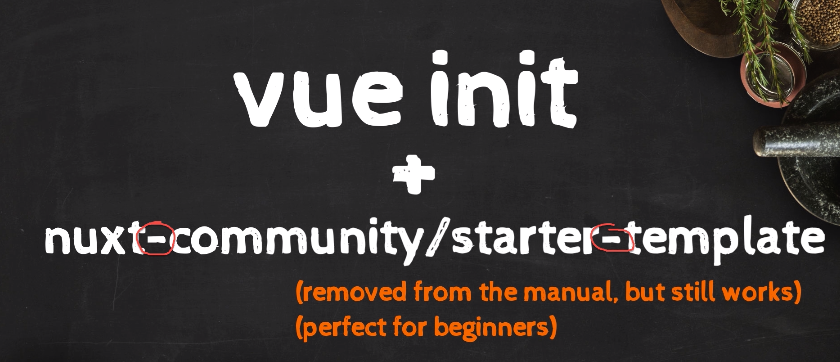 vue init
+
nuxt-community/starter-template
(removed from the manual, but still works)
(perfect for beginners)